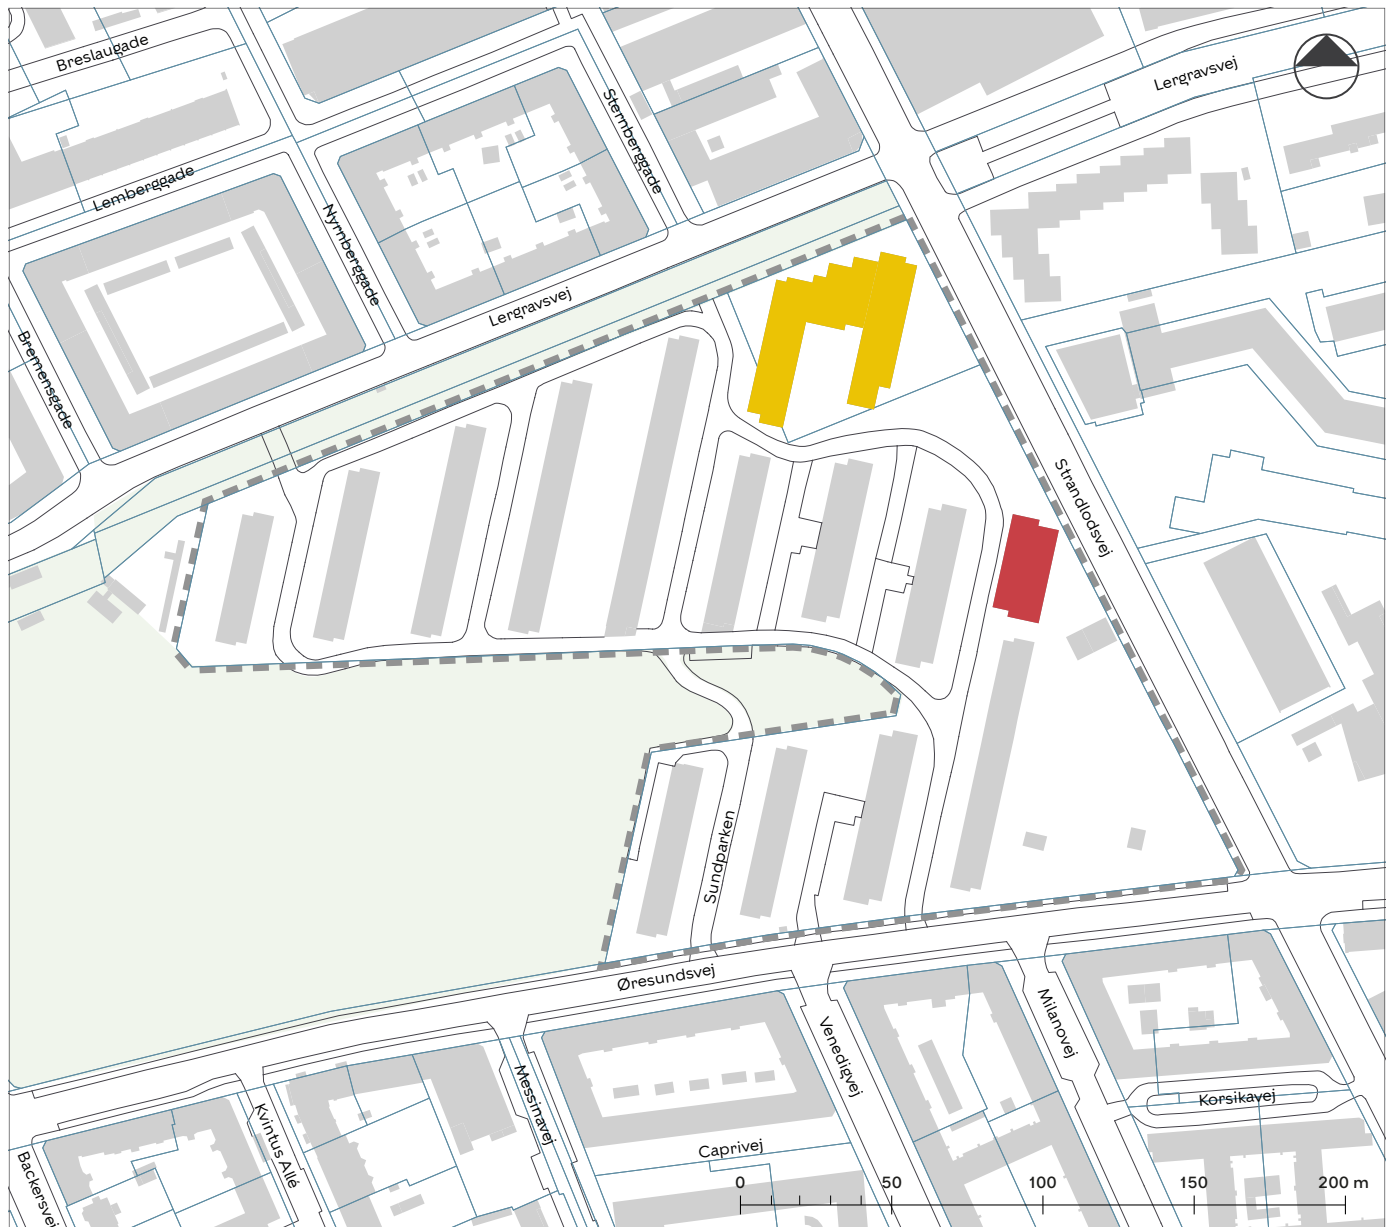 Breslaugade
Lergravsvej
Sternberggade
Lemberggade
Nyrnberggade
Lergravsvej
Bremensgade
Strandlodsvej
Sundparken
Øresundsvej
Venedigvej
Milanovej
Messinavej
Korsikavej
Kvintus Allé
Caprivej
Backersvej
0 50 100 150 200 m